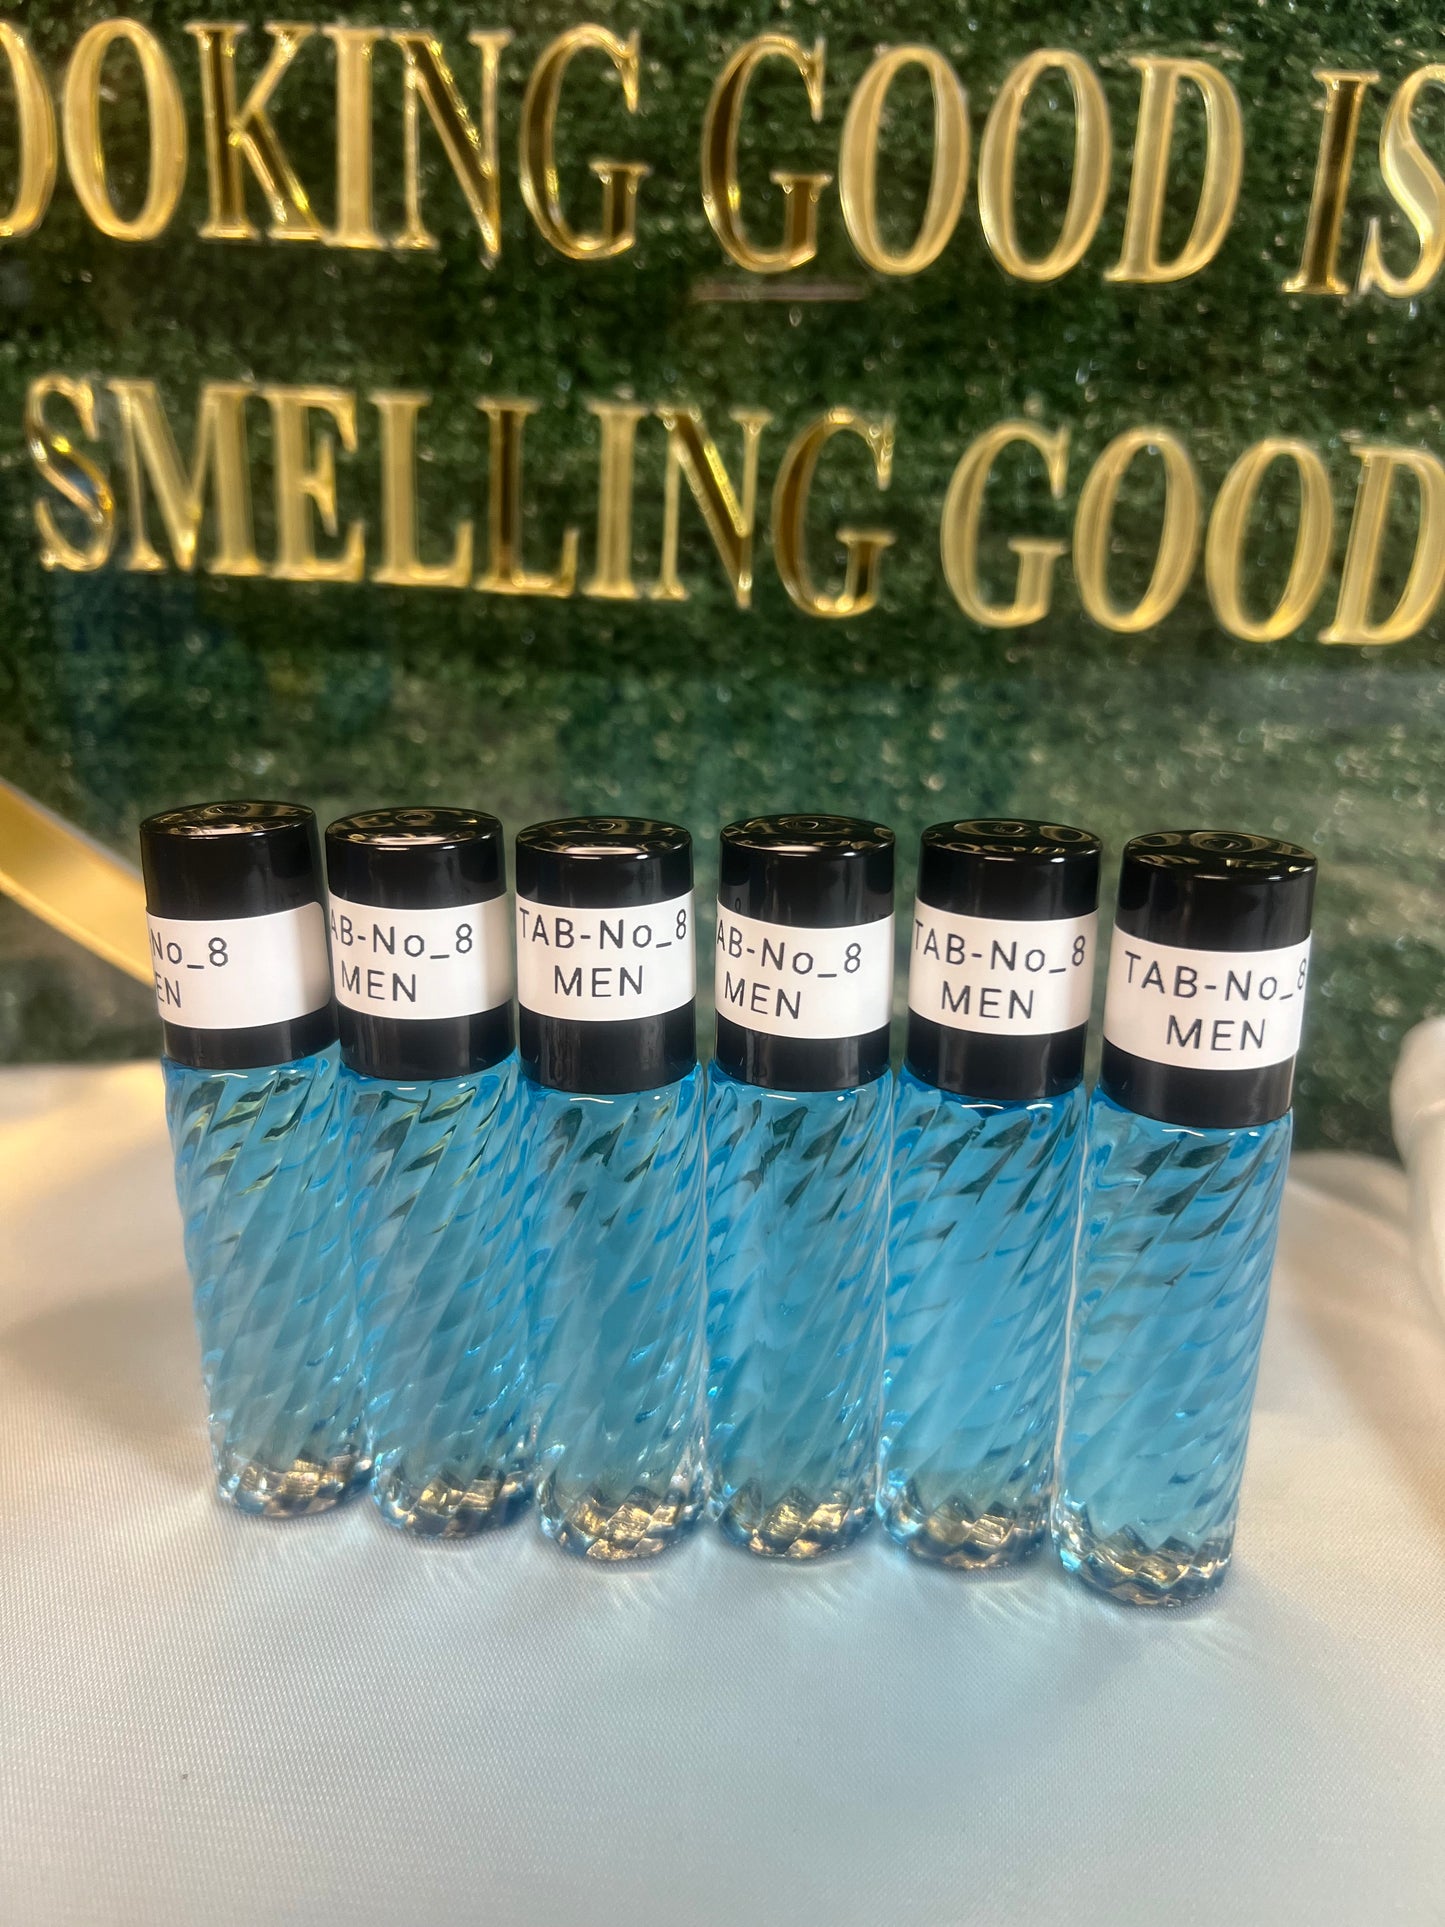 OOKING GOOD IS
SMELLING GOOD
-No_8
EN
AB-No_8
MEN
TAB-No_8
MEN
AB-No_8
MEN
TAB-No_8
MEN
TAB-No_8
MEN